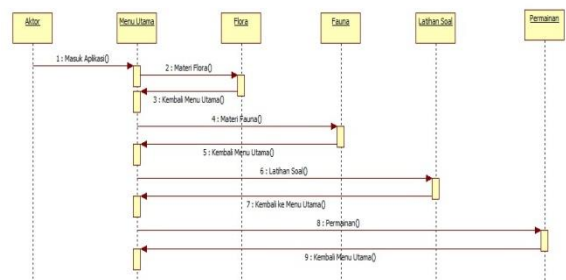 Aktor
Menu Utama
Flora
Fauna
Latihan Soal
Permainan
1 : Masuk Aplikasi()
2 : Materi Flora()
3 : Kembali Menu Utama()
4 : Materi Fauna()
5 : Kembali Menu Utama()
6 : Latihan Soal()
7 : Kembali ke Menu Utama()
8 : Permainan()
9 : Kembali Menu Utama()